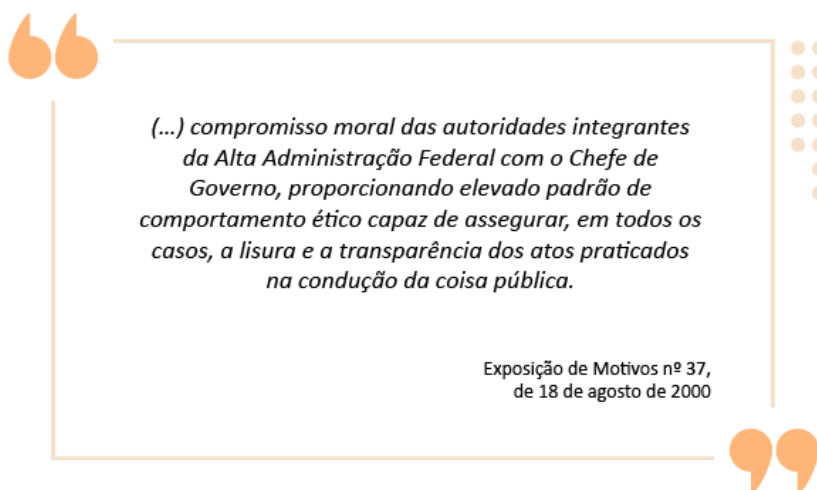 (...) compromisso moral das autoridades integrantes
da Alta Administração Federal com o Chefe de
Governo, proporcionando elevado padrão de
comportamento ético capaz de assegurar, em todos os
casos, a lisura e a transparência dos atos praticados
na condução da coisa pública.
Exposição de Motivos nº 37,
de 18 de agosto de 2000